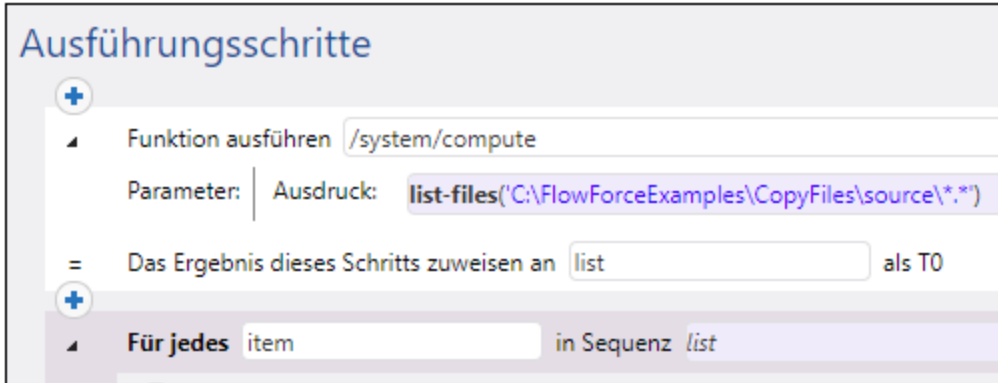 Ausführungsschritte
Funktion ausführen /system/compute
Parameter: Ausdruck: list-files('C:\FlowForceExamples\CopyFiles\source\*.*')
= Das Ergebnis dieses Schritts zuweisen an list als T0
Für jedes item in Sequenz list